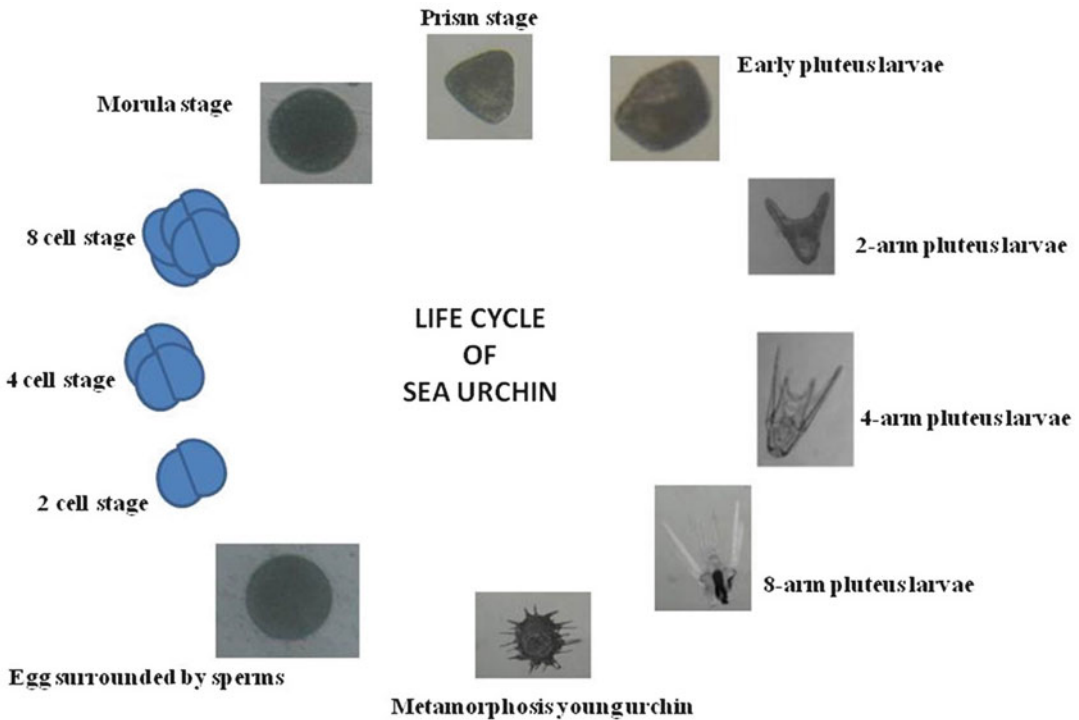 Prism stage
Early pluteus larvae
Morula stage
8 cell stage
2-arm pluteus larvae
LIFE CYCLE
OF
SEA URCHIN
4 cell stage
4-arm pluteus larvae
2 cell stage
8-arm pluteus larvae
Egg surrounded by sperms
Metamorphosis young urchin